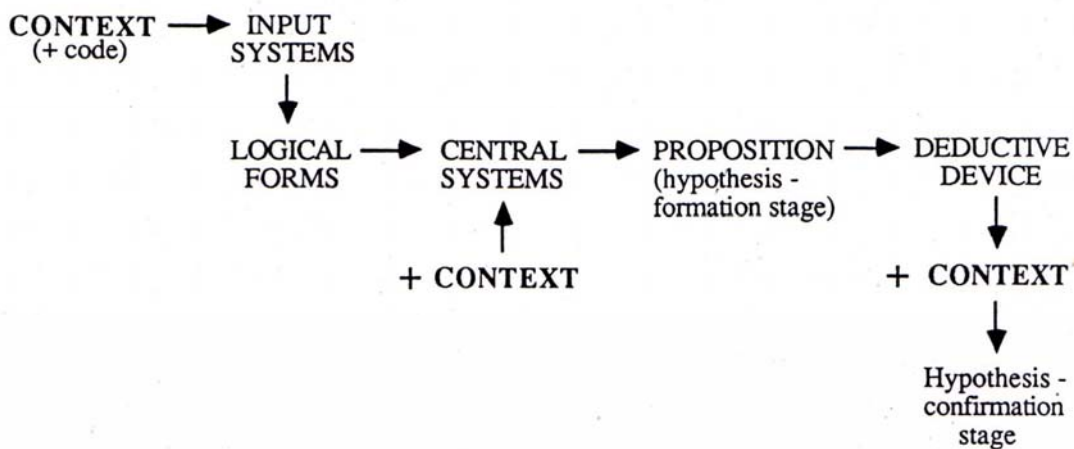 CONTEXT
(+ code)
INPUT
SYSTEMS
LOGICAL
FORMS
CENTRAL
SYSTEMS
+ CONTEXT
PROPOSITION
(hypothesis -
formation stage)
DEDUCTIVE
DEVICE
+ CONTEXT
Hypothesis -
confirmation
stage